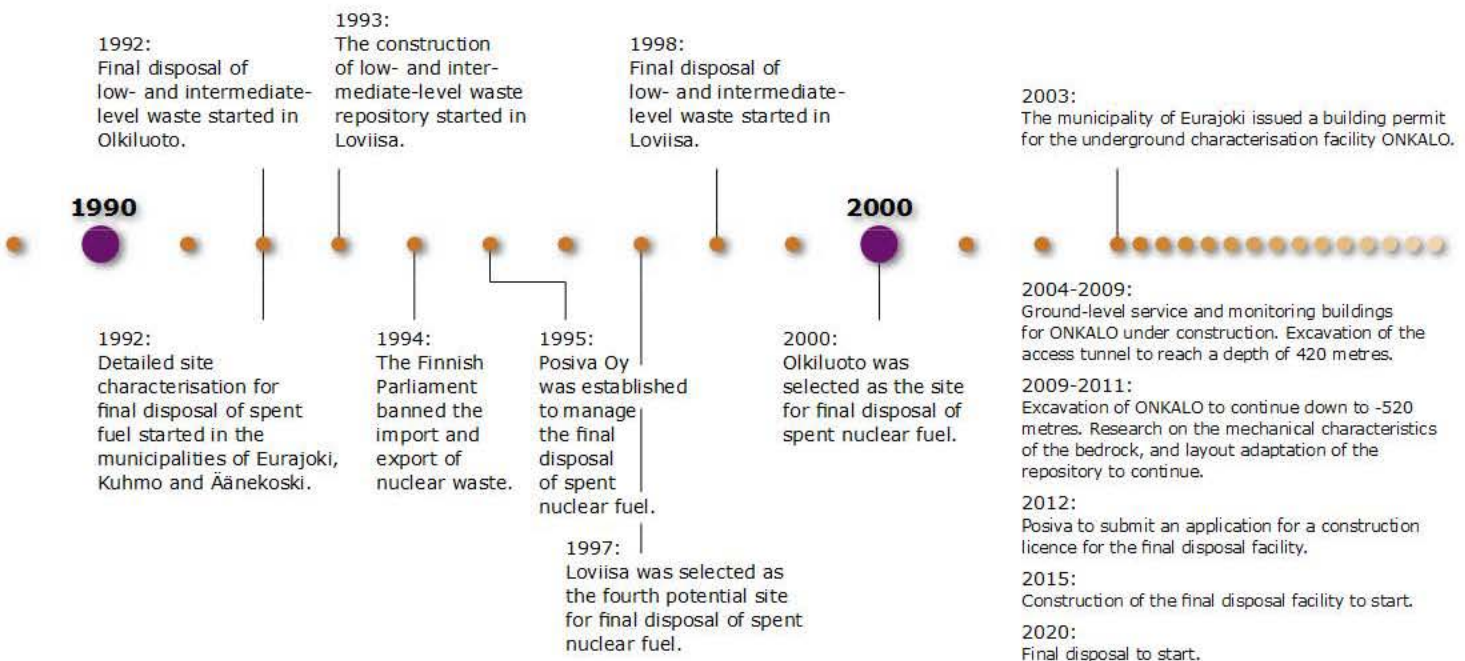 1992:
Final disposal of
low- and intermediate-
level waste started in
Olkiluoto.
1993:
The construction
of low- and inter-
mediate-level waste
repository started in
Loviisa.
1998:
Final disposal of
low- and intermediate-
level waste started in
Loviisa.
2003:
The municipality of Eurajoki issued a building permit
for the underground characterisation facility ONKALO.
1990
2000
1992:
Detailed site
characterisation for
final disposal of spent
fuel started in the
municipalities of Eurajoki,
Kuhmo and Äänekoski.
1994:
The Finnish
Parliament
banned the
import and
export of
nuclear waste.
1995:
Posiva Oy
was established
to manage
the final
disposal
of spent
nuclear fuel.
1997:
Loviisa was selected as
the fourth potential site
for final disposal of spent
nuclear fuel.
2000:
Olkiluoto was
selected as the site
for final disposal of
spent nuclear fuel.
2004-2009:
Ground-level service and monitoring buildings
for ONKALO under construction. Excavation of the
access tunnel to reach a depth of 420 metres.
2009-2011:
Excavation of ONKALO to continue down to -520
metres. Research on the mechanical characteristics
of the bedrock, and layout adaptation of the
repository to continue.
2012:
Posiva to submit an application for a construction
licence for the final disposal facility.
2015:
Construction of the final disposal facility to start.
2020:
Final disposal to start.